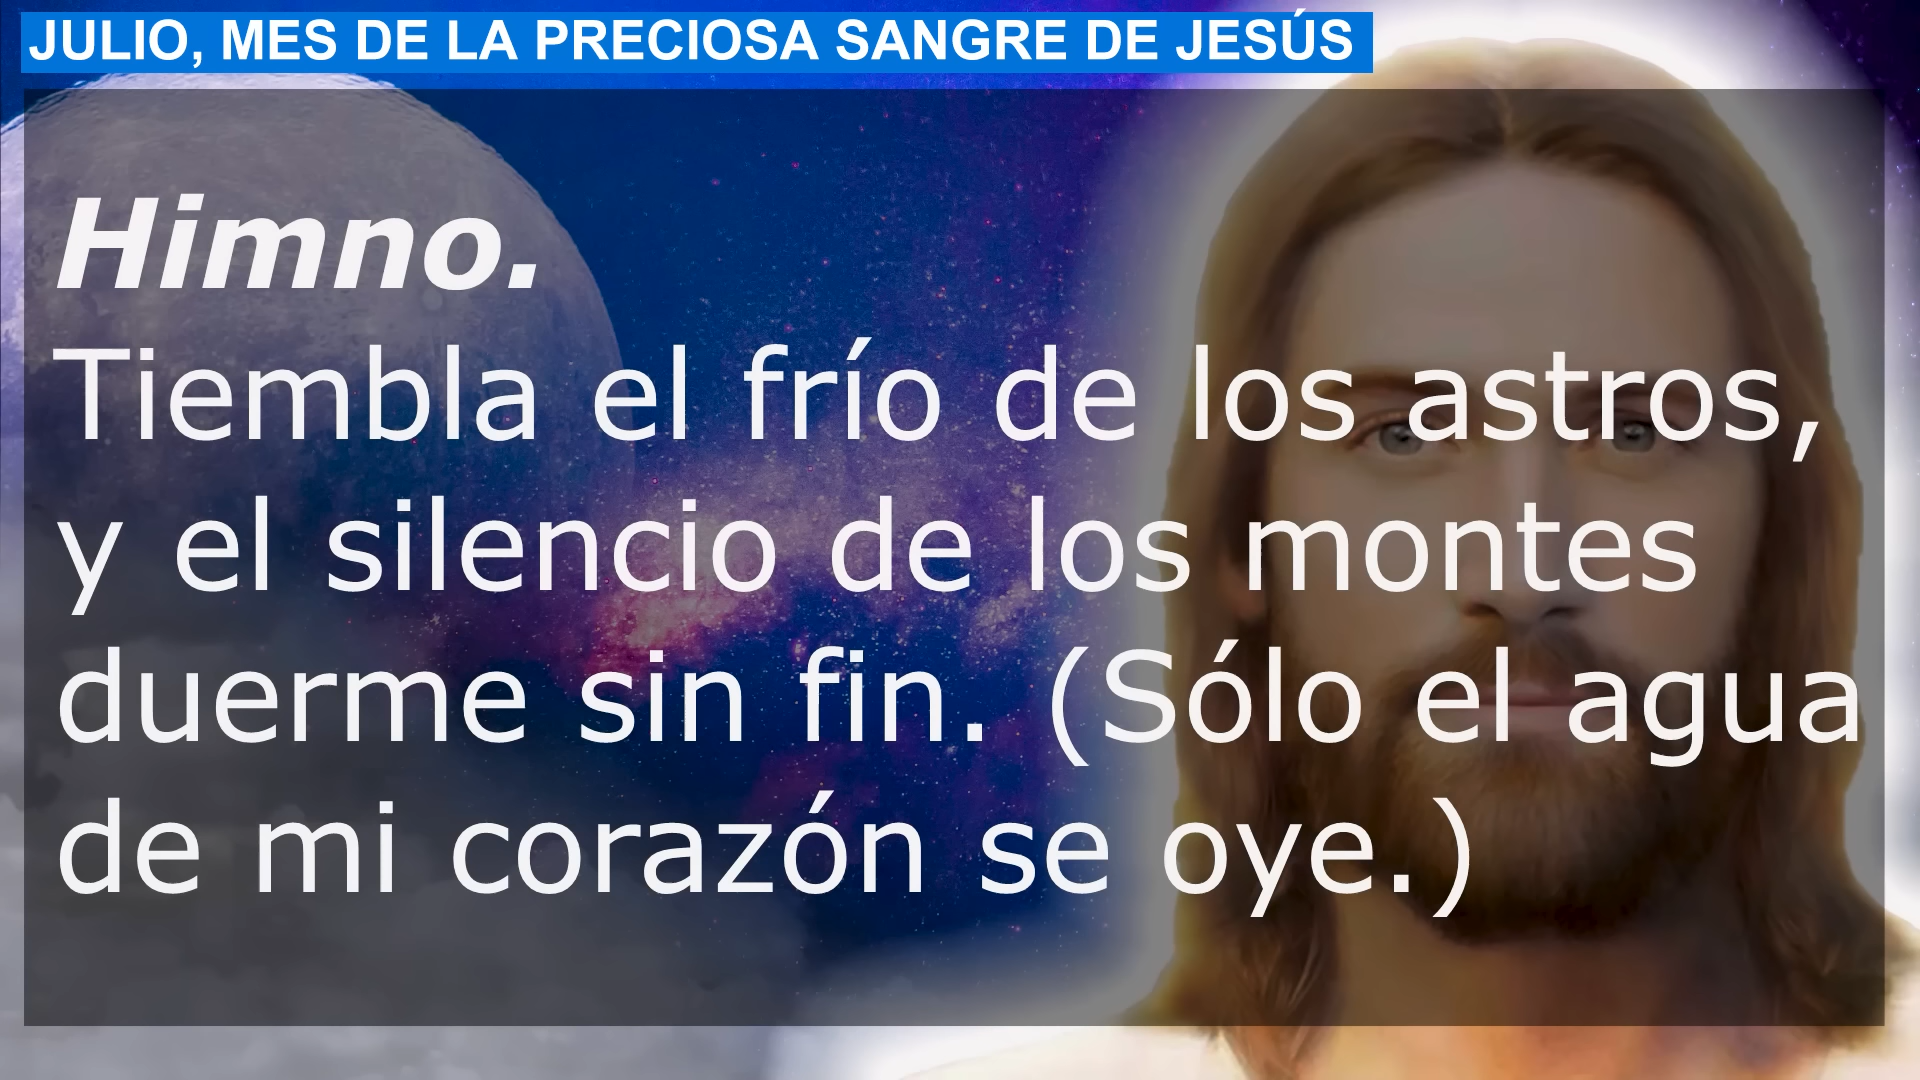 JULIO, MES DE LA PRECIOSA SANGRE DE JESÚS
Himno.
Tiembla el frío de los astros,
y el silencio de los montes
duerme sin fin. (Sólo el agua
de mi corazón se oye.)